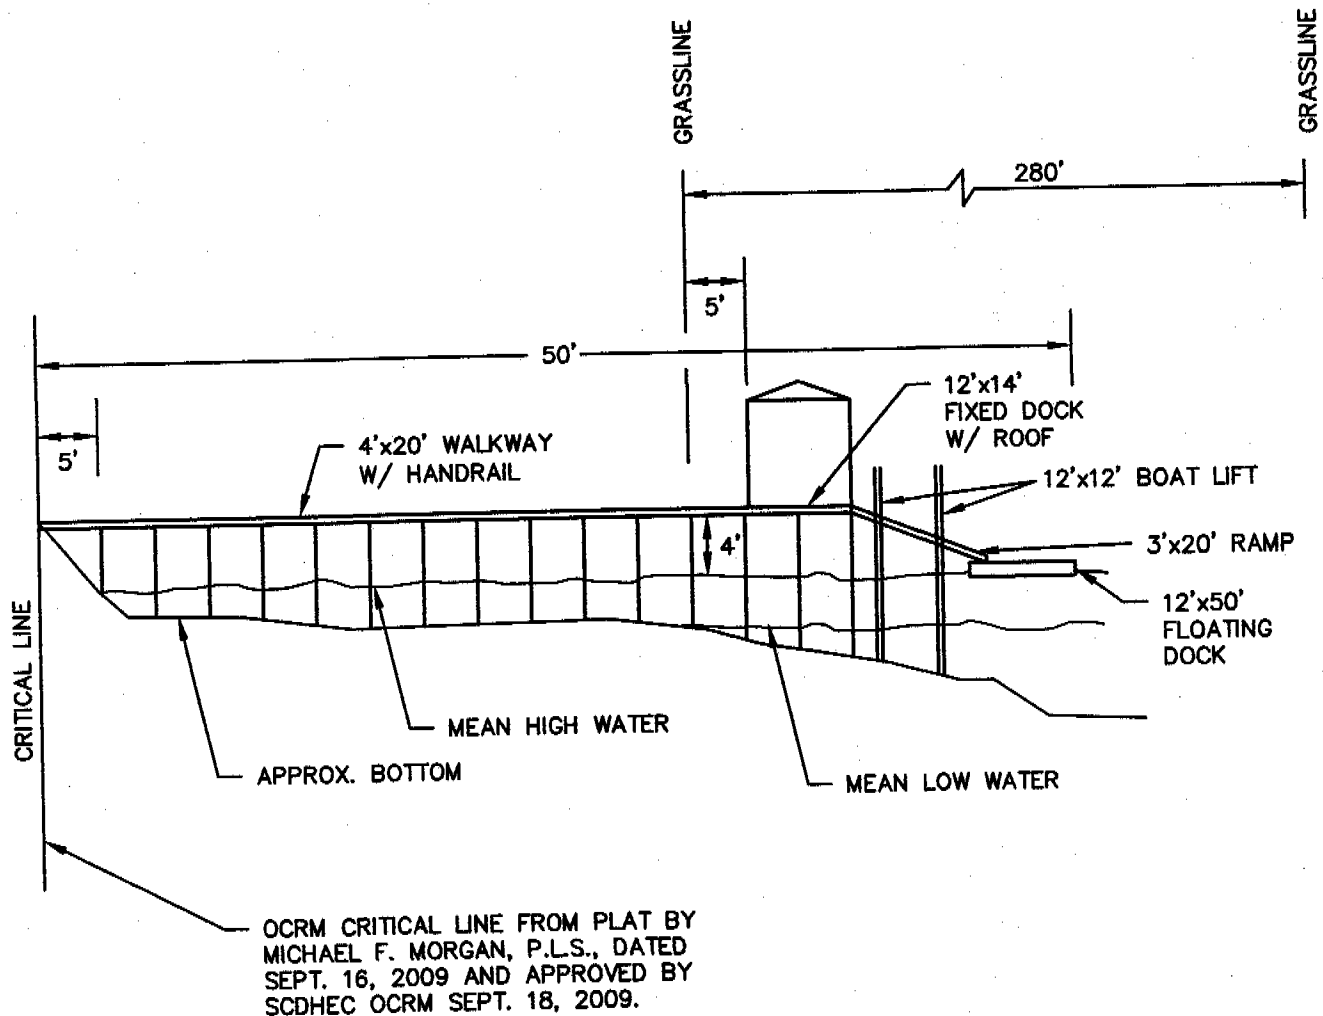 GRASSLINE
GRASSLINE
280'
5'
50'
12'x14'
FIXED DOCK
W/ ROOF
5'
4'x20' WALKWAY
W/ HANDRAIL
12'x12' BOAT LIFT
4'
3'x20' RAMP
12'x50'
FLOATING
DOCK
CRITICAL LINE
MEAN HIGH WATER
APPROX. BOTTOM
MEAN LOW WATER
OCRM CRITICAL LINE FROM PLAT BY
MICHAEL F. MORGAN, P.L.S., DATED
SEPT. 16, 2009 AND APPROVED BY
SCDHEC OCRM SEPT. 18, 2009.